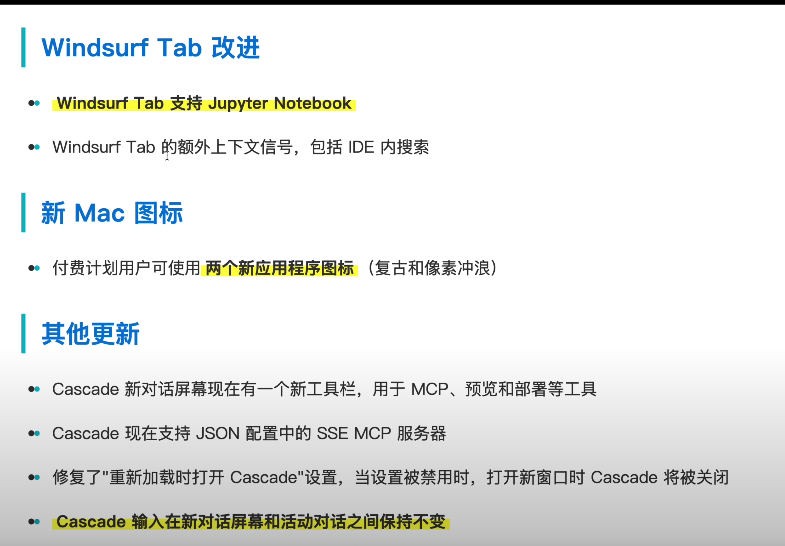 Windsurf Tab 改进
Windsurf Tab 支持 Jupyter Notebook
Windsurf Tab 的额外上下文信号，包括 IDE 内搜索
新 Mac 图标
付费计划用户可使用 两个新应用程序图标 （复古和像素冲浪）
其他更新
Cascade 新对话屏幕现在有一个新工具栏，用于 MCP、预览和部署等工具
Cascade 现在支持 JSON 配置中的 SSE MCP 服务器
修复了"重新加载时打开 Cascade"设置，当设置被禁用时，打开新窗口时 Cascade 将被关闭
Cascade 输入在新对话屏幕和活动对话之间保持不变